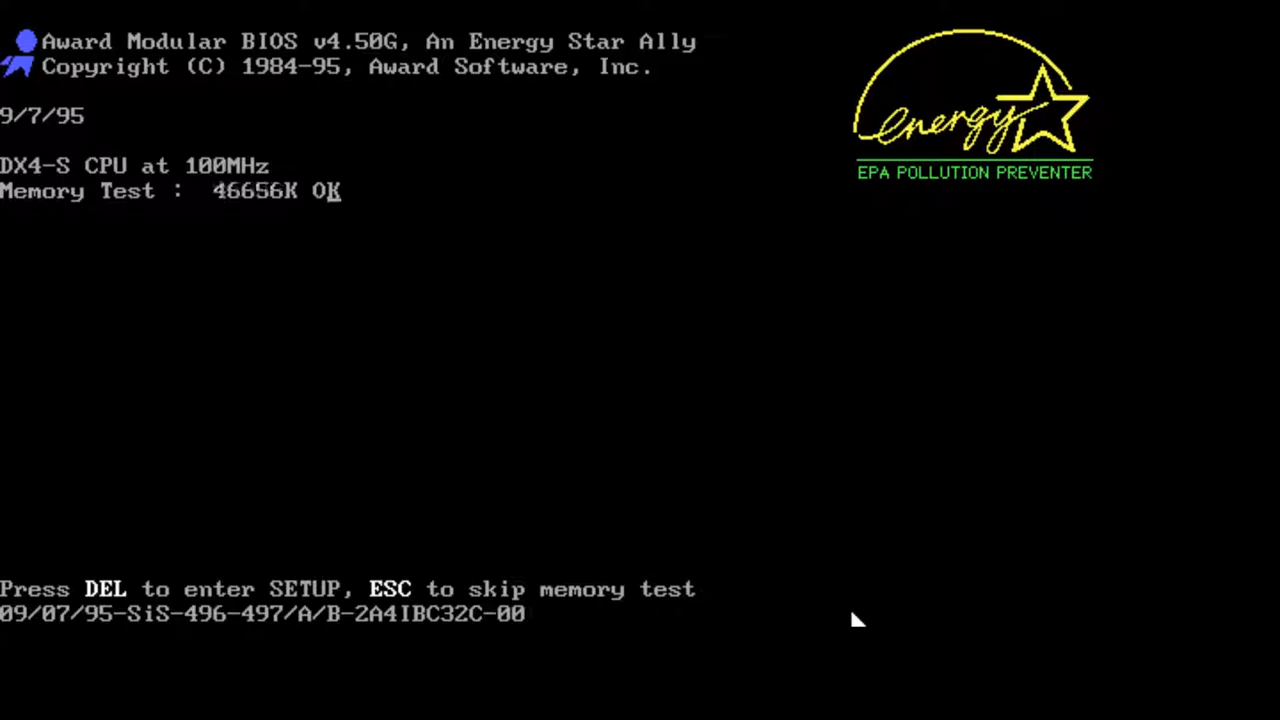 Award Modular BIOS v4.50G, An Energy Star Ally
Copyright (C) 1984-95, Award Software, Inc.
energy
EPA POLLUTION PREVENTER
9/7/95
DX4-S CPU at 100MHz
Memory Test :  46656K OK
Press DEL to enter SETUP, ESC to skip memory test
09/07/95-SiS-496-497/A/B-2A4IBC32C-00